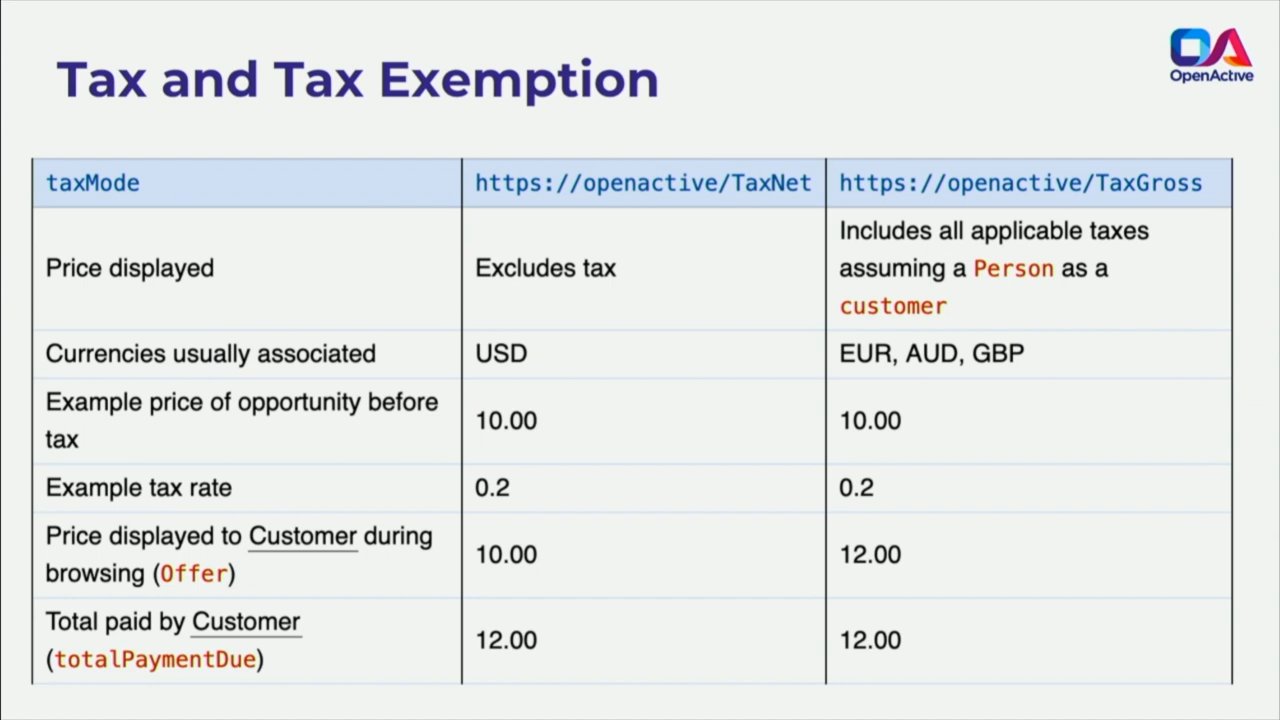 Tax and Tax Exemption
OpenActive
taxMode
https://openactive/TaxNet
https://openactive/TaxGross
Price displayed
Excludes tax
Includes all applicable taxes
assuming a Person as a
customer
Currencies usually associated
USD
EUR, AUD, GBP
Example price of opportunity before
tax
10.00
10.00
Example tax rate
0.2
0.2
Price displayed to Customer during
browsing (Offer)
10.00
12.00
Total paid by Customer
(totalPaymentDue)
12.00
12.00